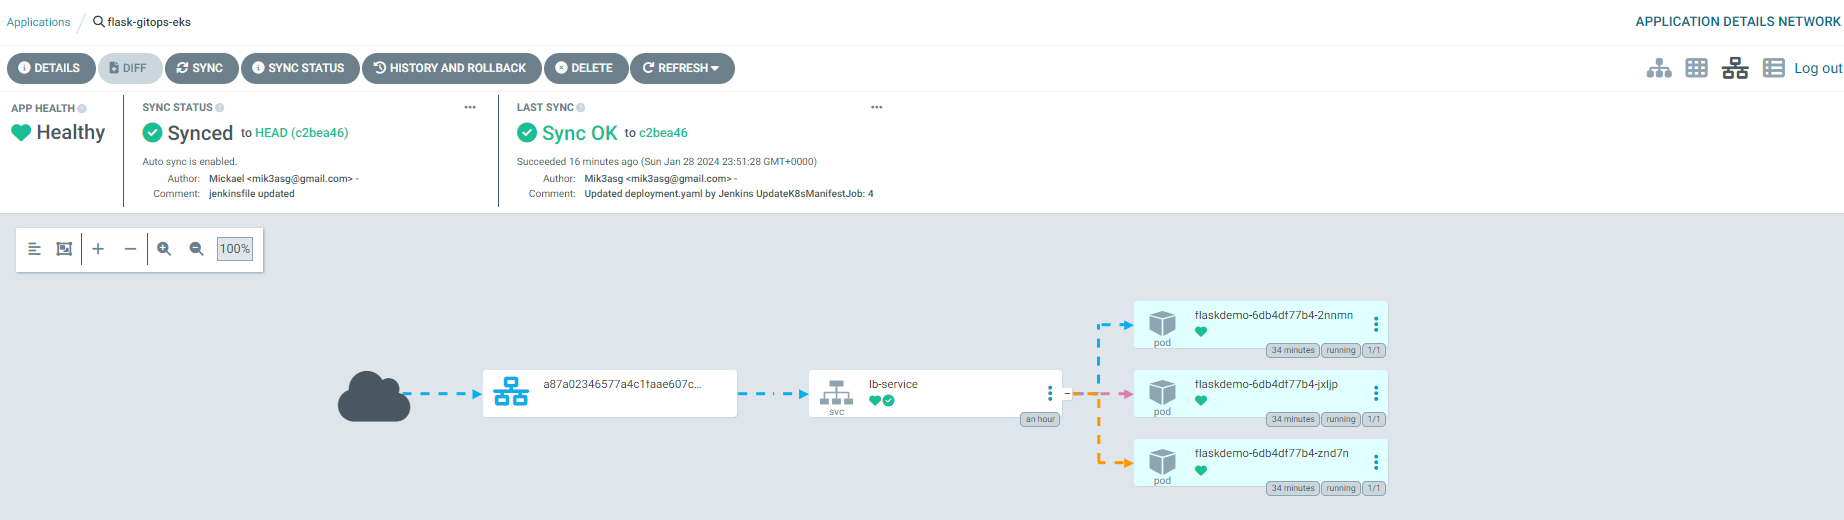 Applications / flask-gitops-eks
APPLICATION DETAILS NETWORK
DETAILS DIFF SYNC SYNC STATUS HISTORY AND ROLLBACK DELETE REFRESH
Log out
APP HEALTH
Healthy
SYNC STATUS
Synced to HEAD (c2bea46)
Auto sync is enabled.
Author: Mickael <mik3asg@gmail.com> -
Comment: jenkinsfile updated
LAST SYNC
Sync OK to c2bea46
Succeeded 16 minutes ago (Sun Jan 28 2024 23:51:28 GMT+0000)
Author: Mik3asg <mik3asg@gmail.com> -
Comment: Updated deployment.yaml by Jenkins UpdateK8sManifestJob: 4
100%
a87a02346577a4c1faae607c...
lb-service
svc
an hour
flaskdemo-6db4df77b4-2nnmn
pod
34 minutes running 1/1
flaskdemo-6db4df77b4-jxljp
pod
34 minutes running 1/1
flaskdemo-6db4df77b4-znd7n
pod
34 minutes running 1/1